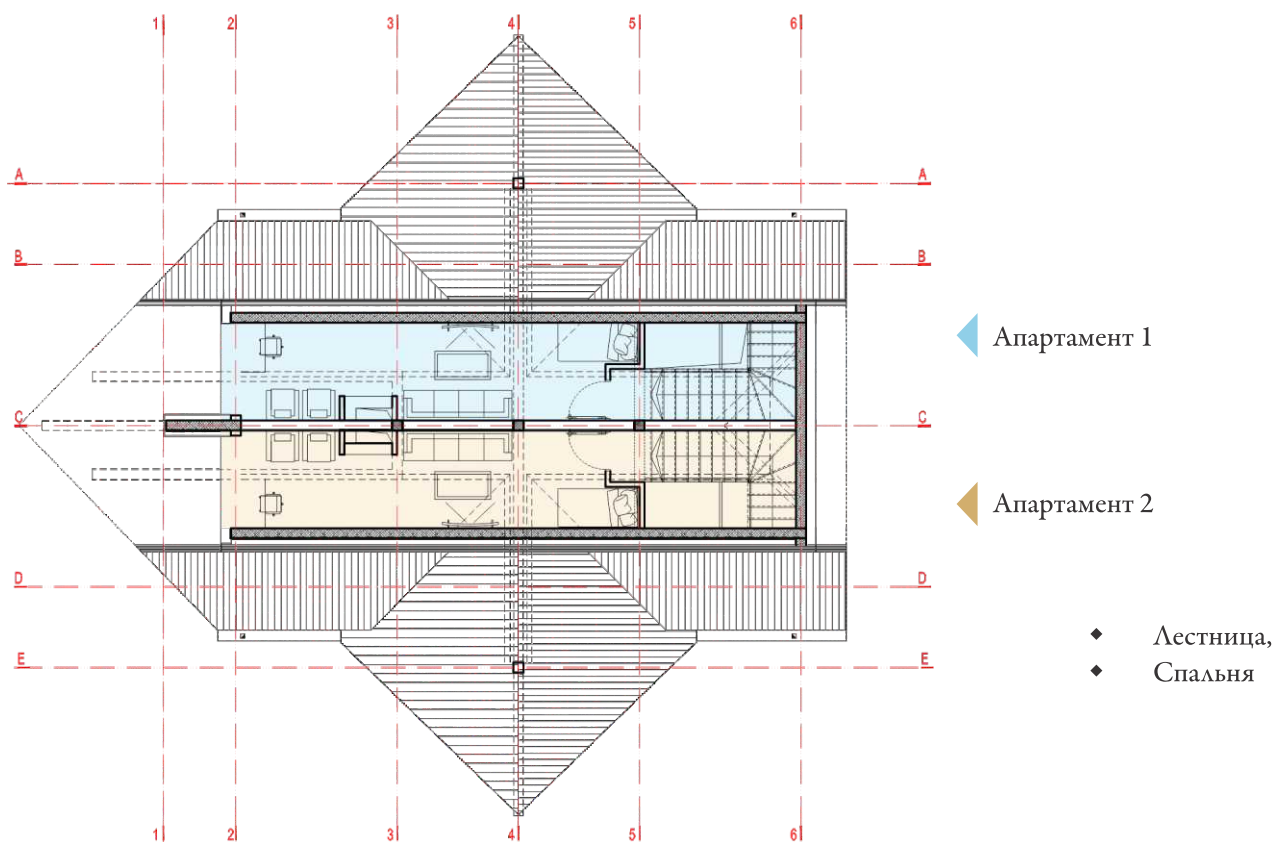 1 2 3 4 5 6
A A
B B
Апартамент 1
C C
Апартамент 2
D D
Лестница,
E E
Спальня
1 2 3 4 5 6